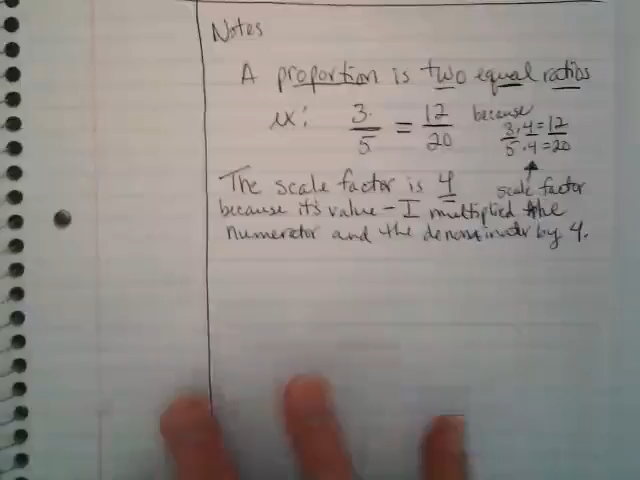 Notes
A proportion is two equal ratios
ex: 3/5 = 12/20 because 3·4=12
5·4=20
The scale factor is 4 scale factor
because it's value - I multiplied the
numerator and the denominator by 4.